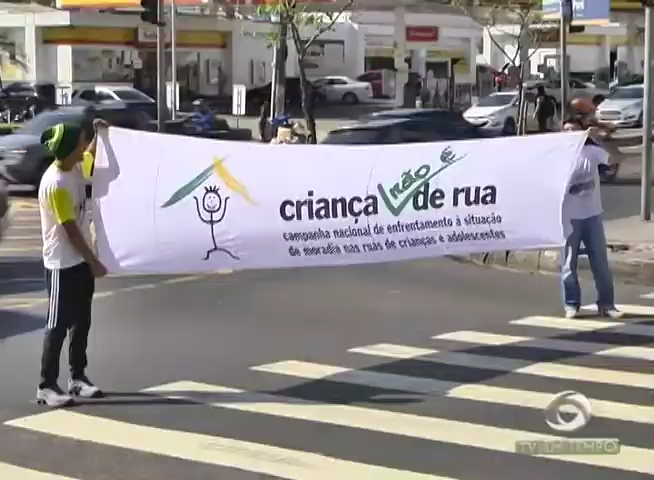 não é
criança de rua
campanha nacional de enfrentamento à situação
de moradia nas ruas de crianças e adolescentes